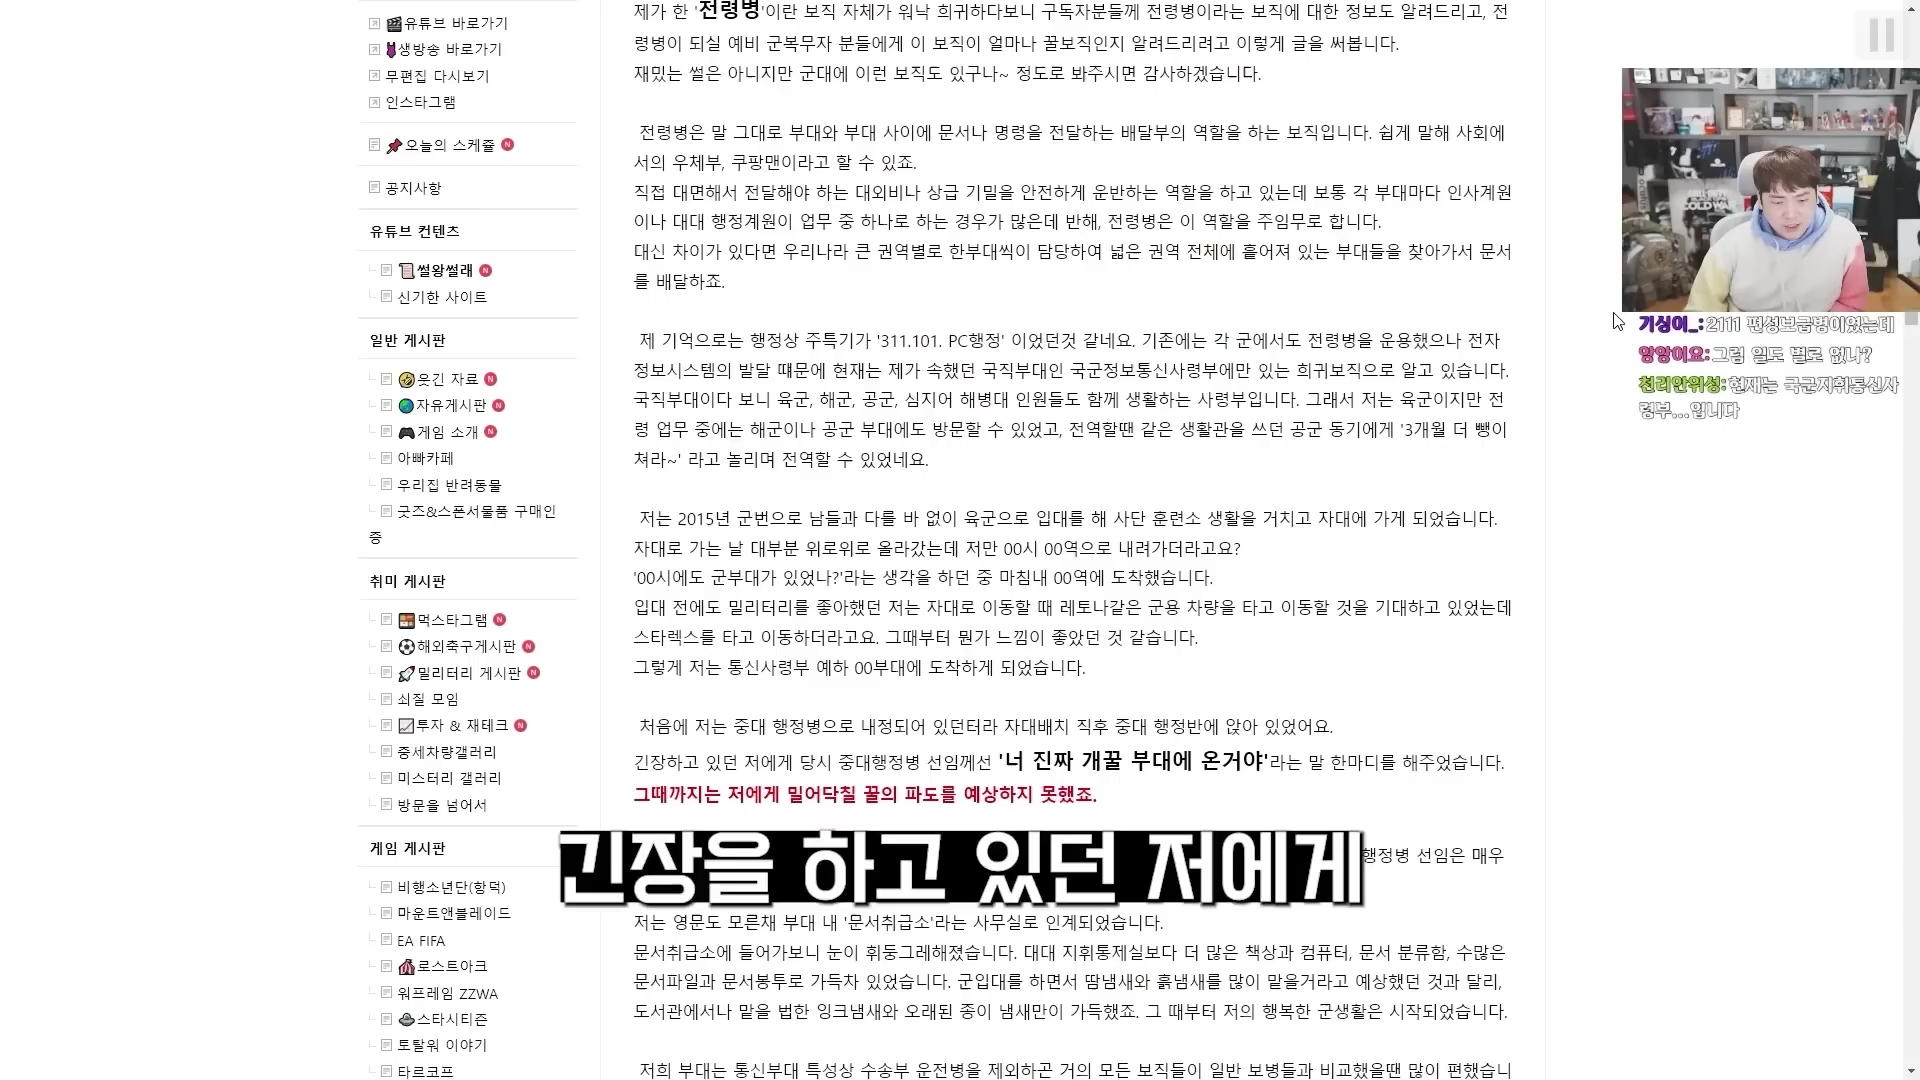 유튜브 바로가기
생방송 바로가기
무편집 다시보기
인스타그램
오늘의 스케쥴 N
공지사항
유튜브 컨텐츠
썰왕썰래 N
신기한 사이트
일반 게시판
웃긴 자료 N
자유게시판 N
게임 소개 N
아빠카페
우리집 반려동물
굿즈&스폰서물품 구매인
증
취미 게시판
먹스타그램 N
해외축구게시판 N
밀리터리 게시판 N
쇠질 모임
투자 & 재테크 N
중세차량갤러리
미스터리 갤러리
방문을 넘어서
게임 게시판
비행소년단(항덕)
마운트앤블레이드
EA FIFA
로스트아크
워프레임 ZZWA
스타시티즌
토탈워 이야기
타르코프
제가 한 '전령병'이란 보직 자체가 워낙 희귀하다보니 구독자분들께 전령병이라는 보직에 대한 정보도 알려드리고, 전
령병이 되실 예비 군복무자 분들에게 이 보직이 얼마나 꿀보직인지 알려드리려고 이렇게 글을 써봅니다.
재밌는 썰은 아니지만 군대에 이런 보직도 있구나~ 정도로 봐주시면 감사하겠습니다.
전령병은 말 그대로 부대와 부대 사이에 문서나 명령을 전달하는 배달부의 역할을 하는 보직입니다. 쉽게 말해 사회에
서의 우체부, 쿠팡맨이라고 할 수 있죠.
직접 대면해서 전달해야 하는 대외비나 상급 기밀을 안전하게 운반하는 역할을 하고 있는데 보통 각 부대마다 인사계원
이나 대대 행정계원이 업무 중 하나로 하는 경우가 많은데 반해, 전령병은 이 역할을 주임무로 합니다.
대신 차이가 있다면 우리나라 큰 권역별로 한부대씩이 담당하여 넓은 권역 전체에 흩어져 있는 부대들을 찾아가서 문서
를 배달하죠.
제 기억으로는 행정상 주특기가 '311.101. PC행정' 이었던것 같네요. 기존에는 각 군에서도 전령병을 운용했으나 전자
정보시스템의 발달 떄문에 현재는 제가 속했던 국직부대인 국군정보통신사령부에만 있는 희귀보직으로 알고 있습니다.
국직부대이다 보니 육군, 해군, 공군, 심지어 해병대 인원들도 함께 생활하는 사령부입니다. 그래서 저는 육군이지만 전
령 업무 중에는 해군이나 공군 부대에도 방문할 수 있었고, 전역할땐 같은 생활관을 쓰던 공군 동기에게 '3개월 더 뺑이
쳐라~' 라고 놀리며 전역할 수 있었네요.
저는 2015년 군번으로 남들과 다를 바 없이 육군으로 입대를 해 사단 훈련소 생활을 거치고 자대에 가게 되었습니다.
자대로 가는 날 대부분 위로위로 올라갔는데 저만 00시 00역으로 내려가더라고요?
'00시에도 군부대가 있었나?'라는 생각을 하던 중 마침내 00역에 도착했습니다.
입대 전에도 밀리터리를 좋아했던 저는 자대로 이동할 때 레토나같은 군용 차량을 타고 이동할 것을 기대하고 있었는데
스타렉스를 타고 이동하더라고요. 그때부터 뭔가 느낌이 좋았던 것 같습니다.
그렇게 저는 통신사령부 예하 00부대에 도착하게 되었습니다.
처음에 저는 중대 행정병으로 내정되어 있던터라 자대배치 직후 중대 행정반에 앉아 있었어요.
긴장하고 있던 저에게 당시 중대행정병 선임께선 '너 진짜 개꿀 부대에 온거야'라는 말 한마디를 해주었습니다.
그때까지는 저에게 밀어닥칠 꿀의 파도를 예상하지 못했죠.
행정병 선임은 매우
긴장을 하고 있던 저에게
저는 영문도 모른채 부대 내 '문서취급소'라는 사무실로 인계되었습니다.
문서취급소에 들어가보니 눈이 휘둥그레해졌습니다. 대대 지휘통제실보다 더 많은 책상과 컴퓨터, 문서 분류함, 수많은
문서파일과 문서봉투로 가득차 있었습니다. 군입대를 하면서 땀냄새와 흙냄새를 많이 맡을거라고 예상했던 것과 달리,
도서관에서나 맡을 법한 잉크냄새와 오래된 종이 냄새만이 가득했죠. 그 때부터 저의 행복한 군생활은 시작되었습니다.
저희 부대는 통신부대 특성상 수송부 운전병을 제외하곤 거의 모든 보직들이 일반 보병들과 비교했을땐 많이 편했습니
기싱어_: 2111 편성보급병이였는데
앙앙이요: 그럼 일도 별로 없나?
천리안위성: 현재는 국군지휘통신사
령부...입니다